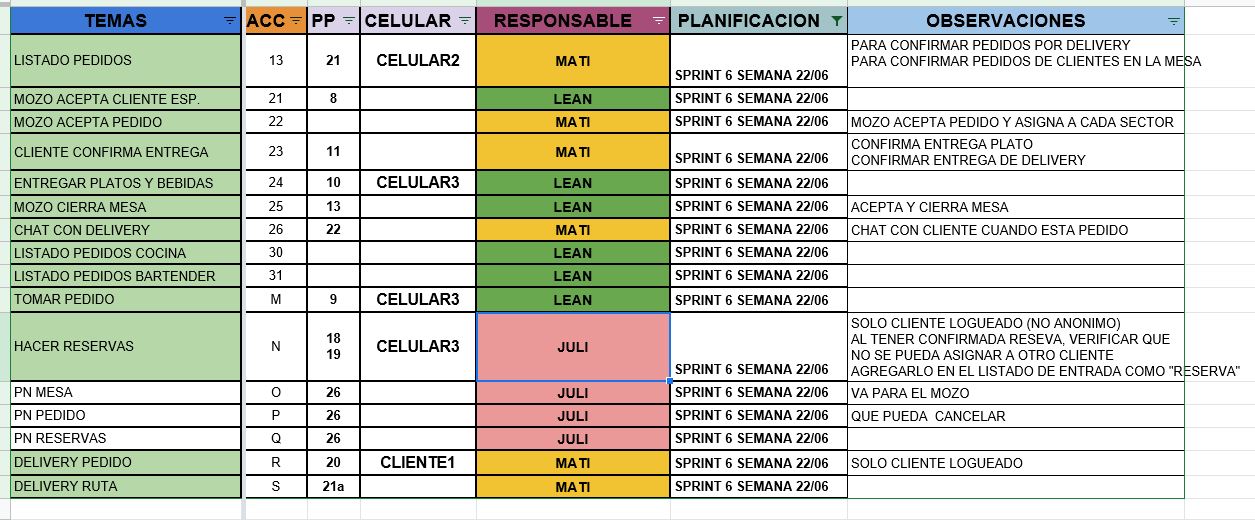 TEMAS ACC PP CELULAR RESPONSABLE PLANIFICACION OBSERVACIONES
LISTADO PEDIDOS 13 21 CELULAR2 MATI SPRINT 6 SEMANA 22/06 PARA CONFIRMAR PEDIDOS POR DELIVERY
PARA CONFIRMAR PEDIDOS DE CLIENTES EN LA MESA
MOZO ACEPTA CLIENTE ESP. 21 8 LEAN SPRINT 6 SEMANA 22/06
MOZO ACEPTA PEDIDO 22 MATI SPRINT 6 SEMANA 22/06 MOZO ACEPTA PEDIDO Y ASIGNA A CADA SECTOR
CLIENTE CONFIRMA ENTREGA 23 11 MATI SPRINT 6 SEMANA 22/06 CONFIRMA ENTREGA PLATO
CONFIRMAR ENTREGA DE DELIVERY
ENTREGAR PLATOS Y BEBIDAS 24 10 CELULAR3 LEAN SPRINT 6 SEMANA 22/06
MOZO CIERRA MESA 25 13 LEAN SPRINT 6 SEMANA 22/06 ACEPTA Y CIERRA MESA
CHAT CON DELIVERY 26 22 MATI SPRINT 6 SEMANA 22/06 CHAT CON CLIENTE CUANDO ESTA PEDIDO
LISTADO PEDIDOS COCINA 30 LEAN SPRINT 6 SEMANA 22/06
LISTADO PEDIDOS BARTENDER 31 LEAN SPRINT 6 SEMANA 22/06
TOMAR PEDIDO M 9 CELULAR3 LEAN SPRINT 6 SEMANA 22/06
HACER RESERVAS N 18 19 CELULAR3 JULI SPRINT 6 SEMANA 22/06 SOLO CLIENTE LOGUEADO (NO ANONIMO)
AL TENER CONFIRMADA RESEVA, VERIFICAR QUE
NO SE PUEDA ASIGNAR A OTRO CLIENTE
AGREGARLO EN EL LISTADO DE ENTRADA COMO "RESERVA"
PN MESA O 26 JULI SPRINT 6 SEMANA 22/06 VA PARA EL MOZO
PN PEDIDO P 26 JULI SPRINT 6 SEMANA 22/06 QUE PUEDA CANCELAR
PN RESERVAS Q 26 JULI SPRINT 6 SEMANA 22/06
DELIVERY PEDIDO R 20 CLIENTE1 MATI SPRINT 6 SEMANA 22/06 SOLO CLIENTE LOGUEADO
DELIVERY RUTA S 21a MATI SPRINT 6 SEMANA 22/06